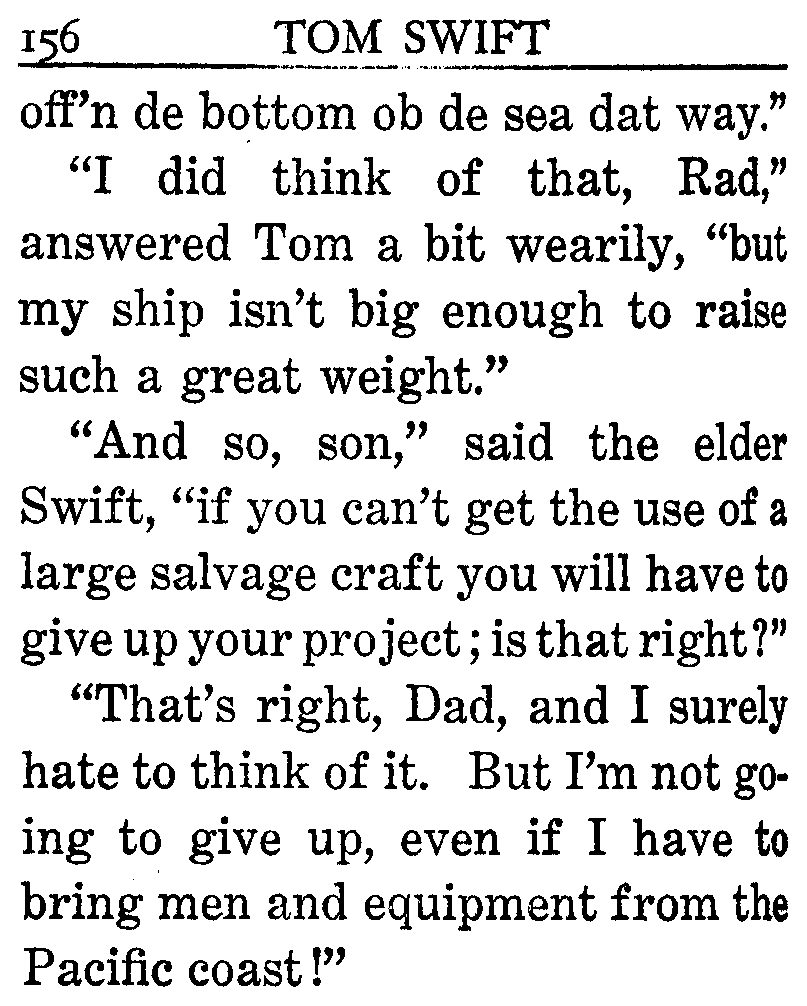 156 TOM SWIFT
off’n de bottom ob de sea dat way.”
“I did think of that, Rad,”
answered Tom a bit wearily, “but
my ship isn’t big enough to raise
such a great weight.”
“And so, son,” said the elder
Swift, “if you can’t get the use of a
large salvage craft you will have to
give up your project; is that right?”
“That’s right, Dad, and I surely
hate to think of it. But I’m not go-
ing to give up, even if I have to
bring men and equipment from the
Pacific coast!”